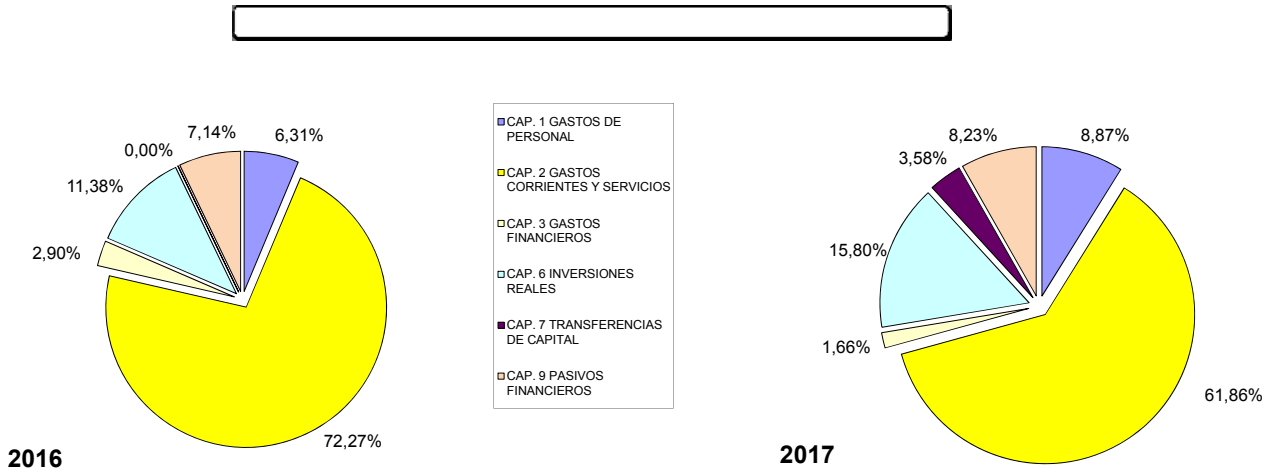 7,14%
6,31%
0,00%
11,38%
2,90%
72,27%
2016
CAP. 1 GASTOS DE
PERSONAL
CAP. 2 GASTOS
CORRIENTES Y SERVICIOS
CAP. 3 GASTOS
FINANCIEROS
CAP. 6 INVERSIONES
REALES
CAP. 7 TRANSFERENCIAS
DE CAPITAL
CAP. 9 PASIVOS
FINANCIEROS
8,23%
8,87%
3,58%
15,80%
1,66%
61,86%
2017